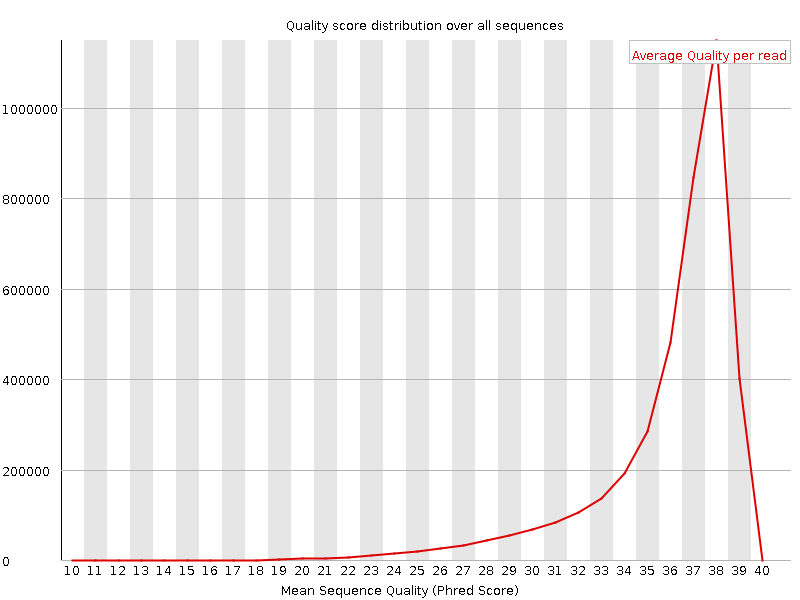 Quality score distribution over all sequences
Average Quality per read
1000000
800000
600000
400000
200000
0
10 11 12 13 14 15 16 17 18 19 20 21 22 23 24 25 26 27 28 29 30 31 32 33 34 35 36 37 38 39 40
Mean Sequence Quality (Phred Score)